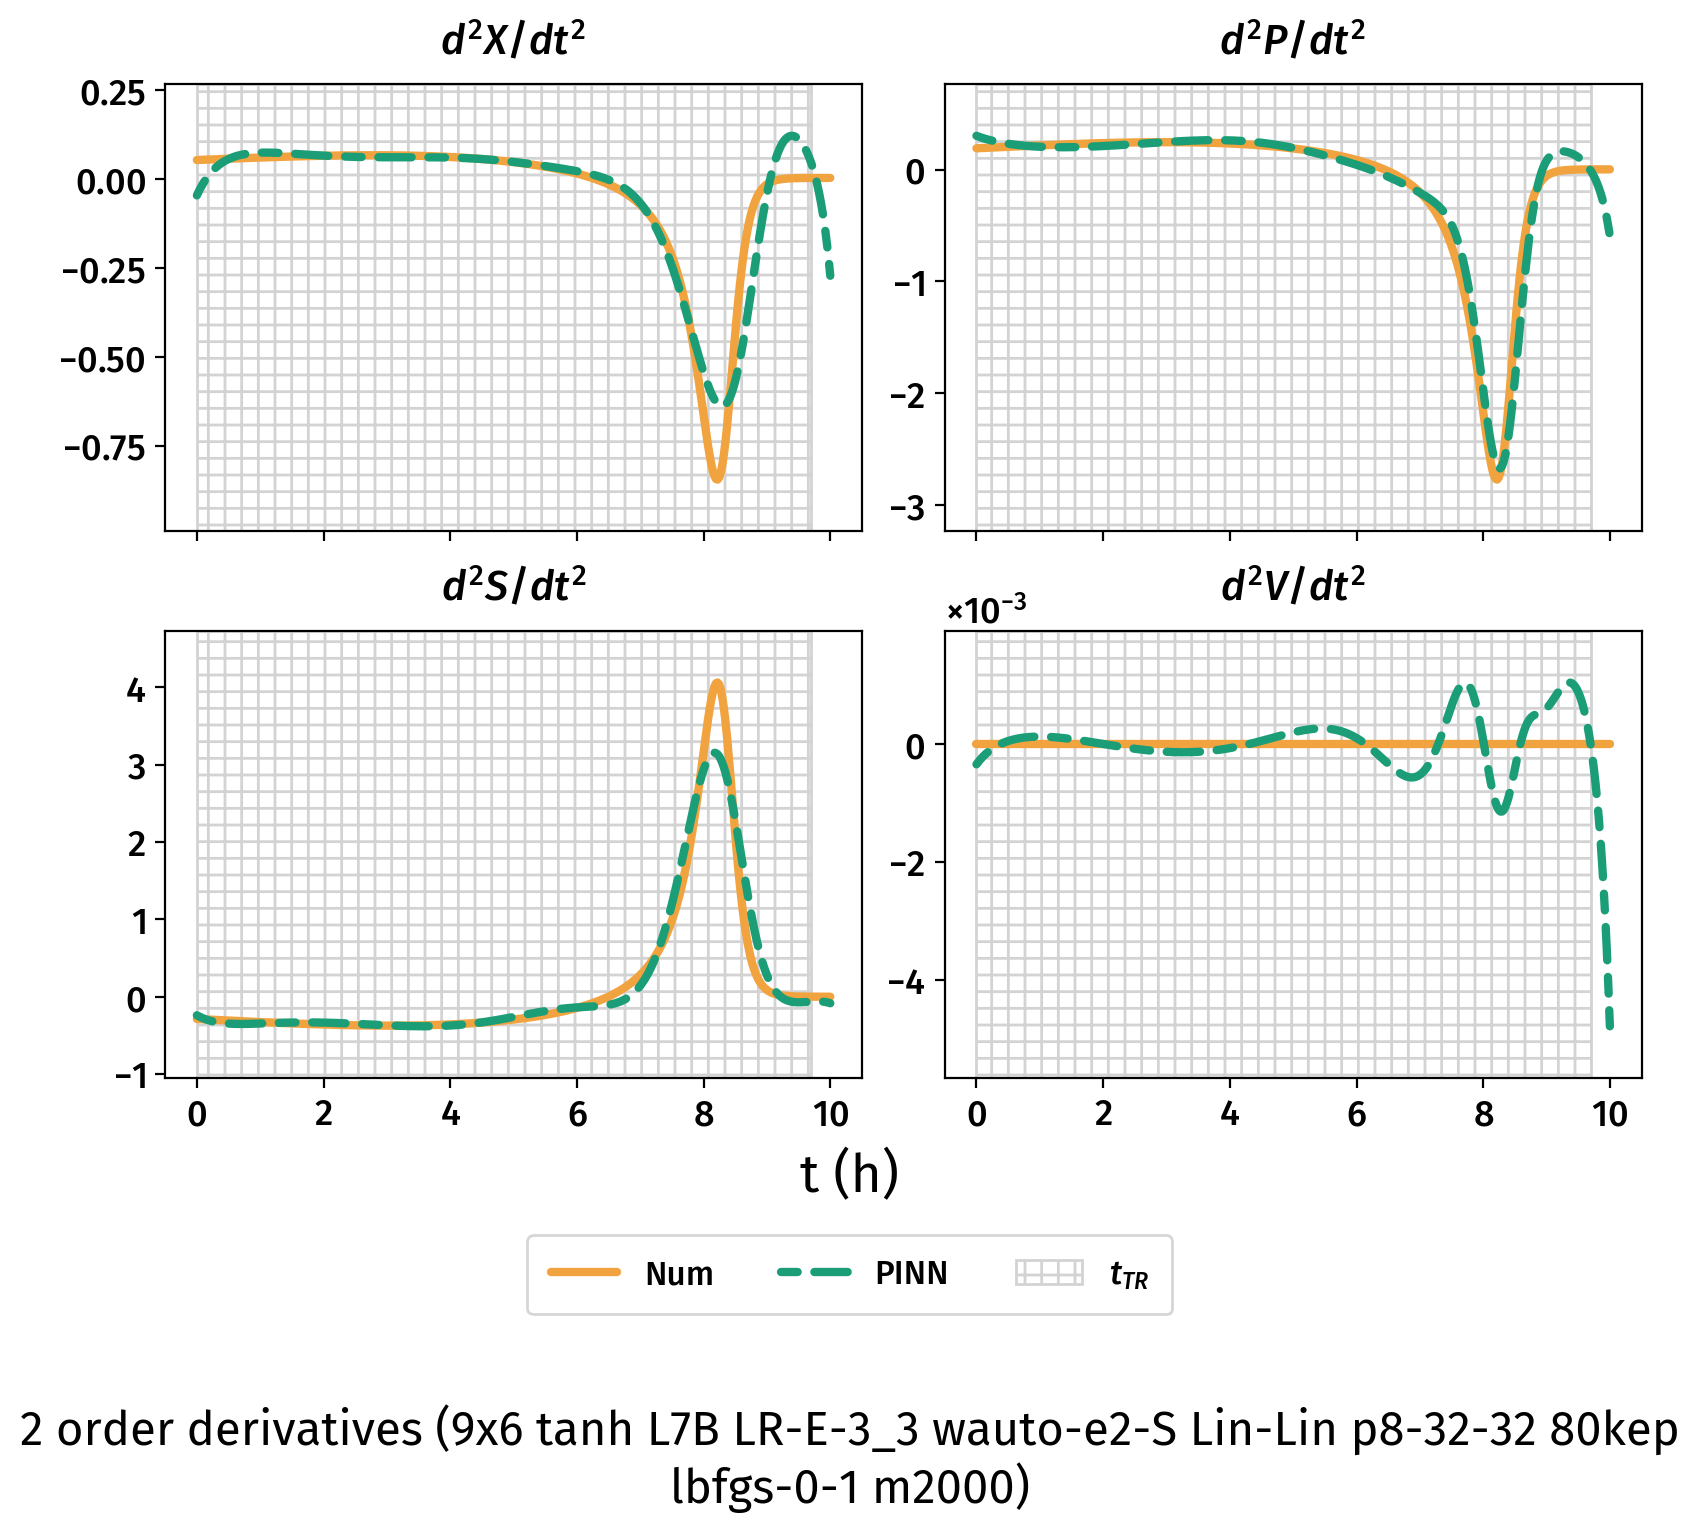 d²X/dt²
d²P/dt²
0.25
0.00
−0.25
−0.50
−0.75
0
−1
−2
−3
d²S/dt²
d²V/dt²
×10⁻³
4
3
2
1
0
−1
0
−2
−4
0 2 4 6 8 10
0 2 4 6 8 10
t (h)
Num PINN t_TR
2 order derivatives (9x6 tanh L7B LR-E-3_3 wauto-e2-S Lin-Lin p8-32-32 80kep
lbfgs-0-1 m2000)